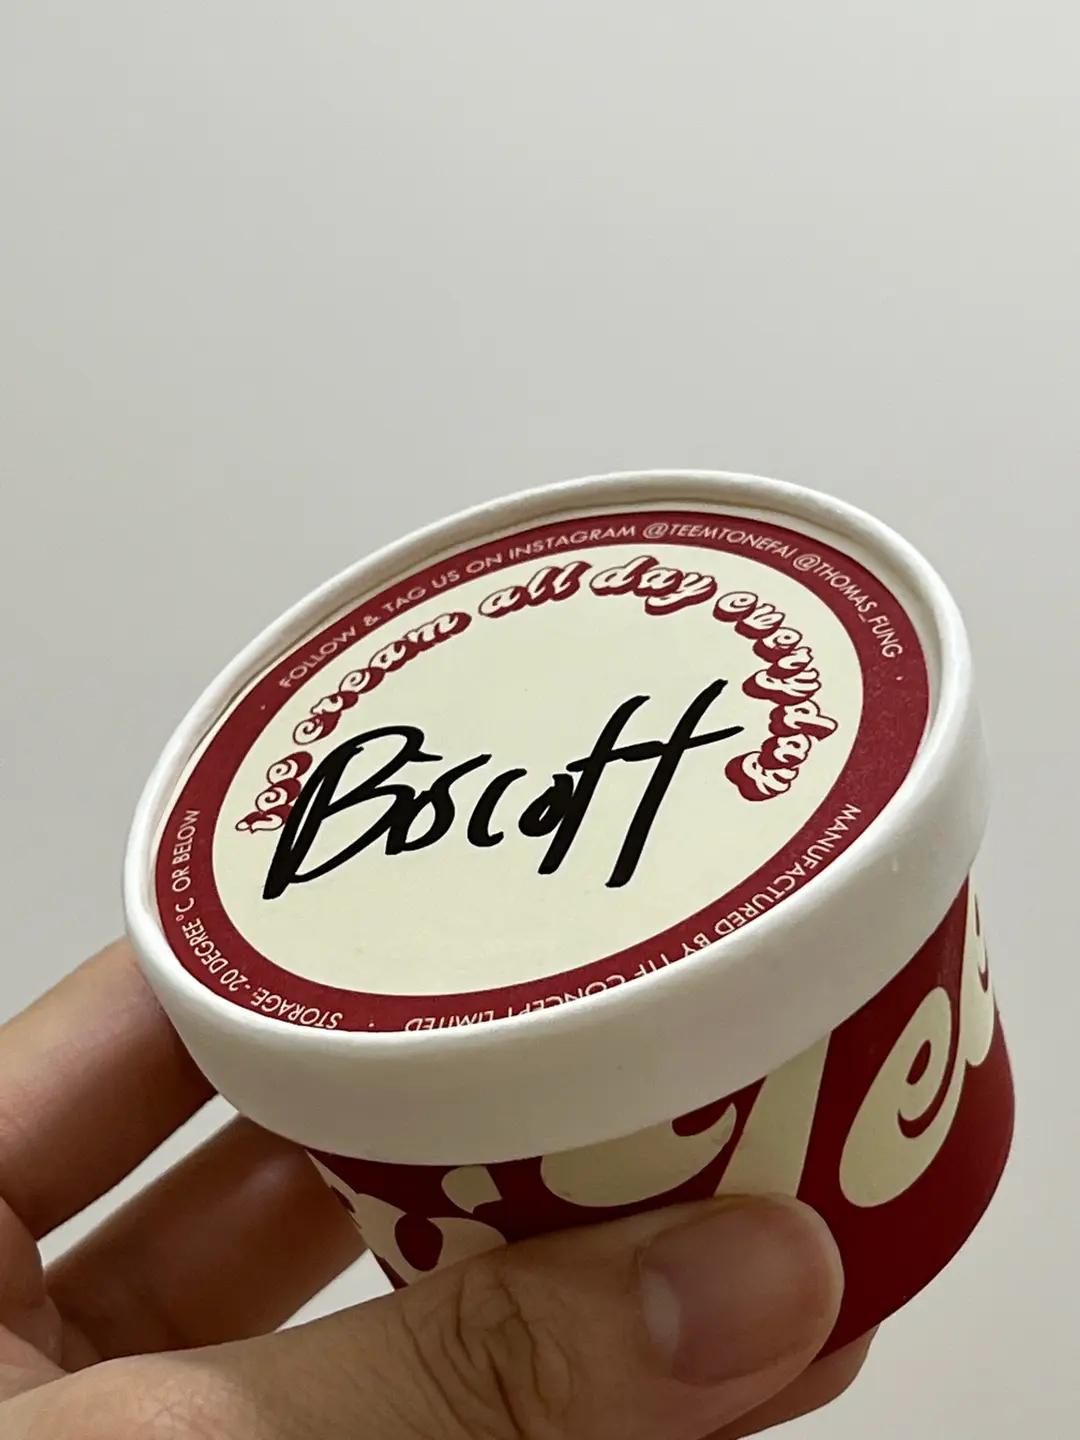 FOLLOW & TAG US ON INSTAGRAM @TEEMTONEFAI @THOMAS_FUNG
ice cream all day everyday
Biscoff
STORAGE: -20 DEGREE °C OR BELOW
MANUFACTURED BY TTF CONCEPT LIMITED